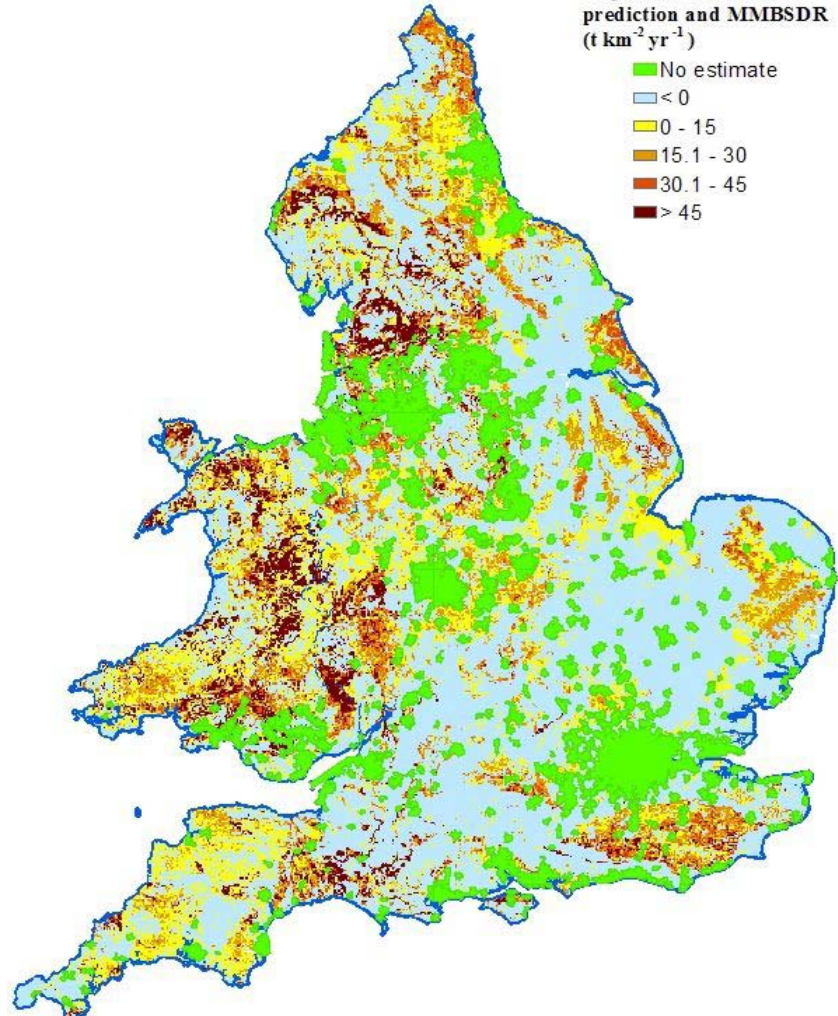 prediction and MMBSDR
(t km⁻² yr⁻¹)
No estimate
< 0
0 - 15
15.1 - 30
30.1 - 45
> 45